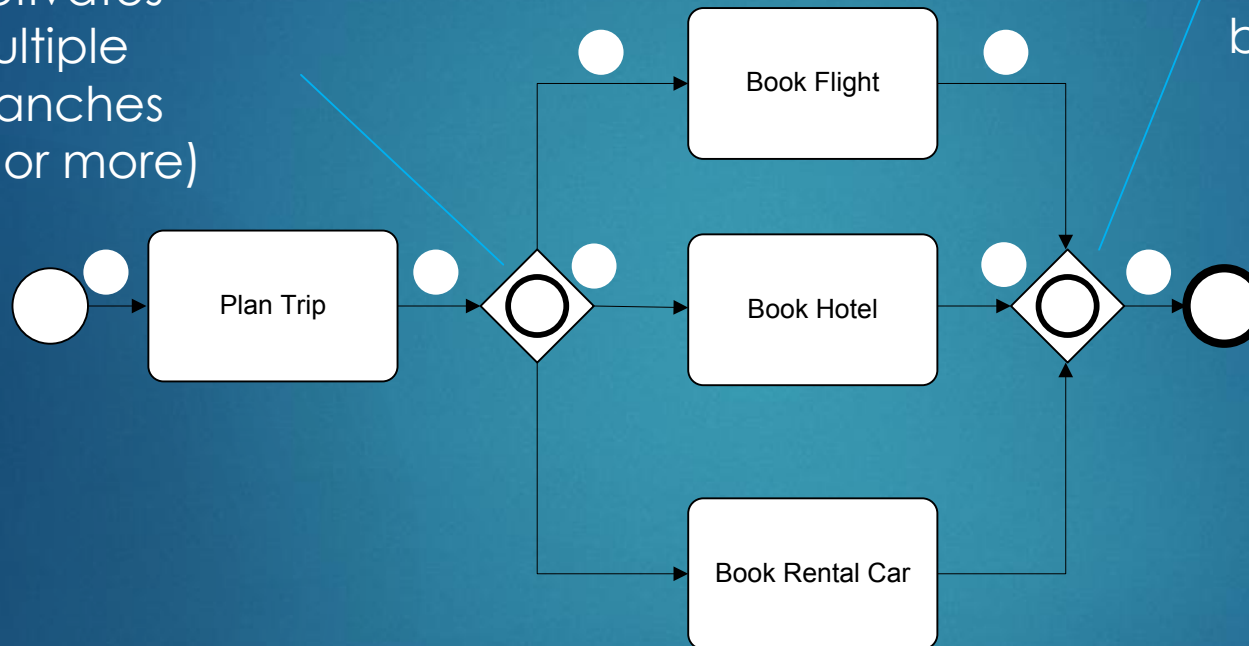 ultiple
anches
or more)
Book Flight
Plan Trip
Book Hotel
Book Rental Car